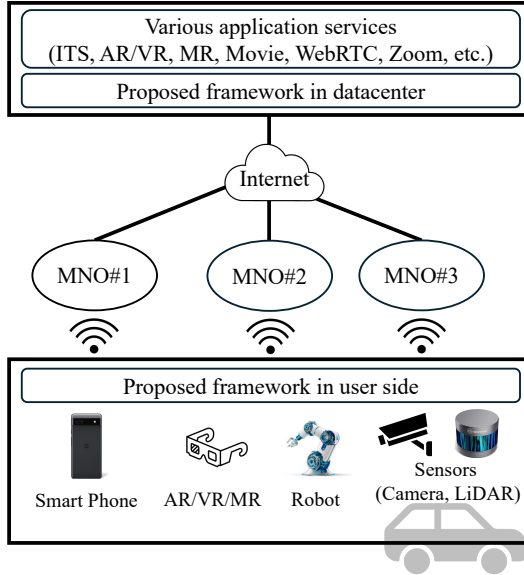 Various application services
(ITS, AR/VR, MR, Movie, WebRTC, Zoom, etc.)
Proposed framework in datacenter
Internet
MNO#1
MNO#2
MNO#3
Proposed framework in user side
Smart Phone
AR/VR/MR
Robot
Sensors
(Camera, LiDAR)